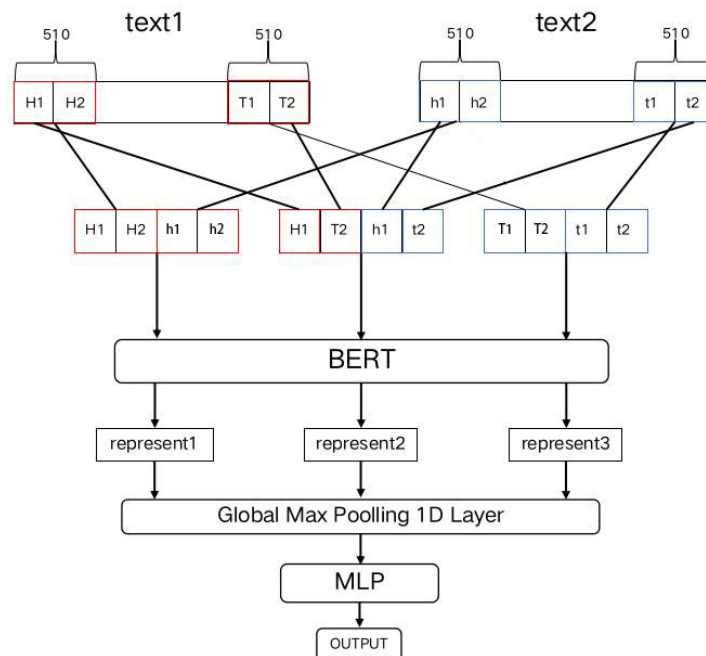 text1 text2
510 510 510 510
H1 H2 T1 T2 h1 h2 t1 t2
H1 H2 h1 h2 H1 T2 h1 t2 T1 T2 t1 t2
BERT
represent1 represent2 represent3
Global Max Poolling 1D Layer
MLP
OUTPUT